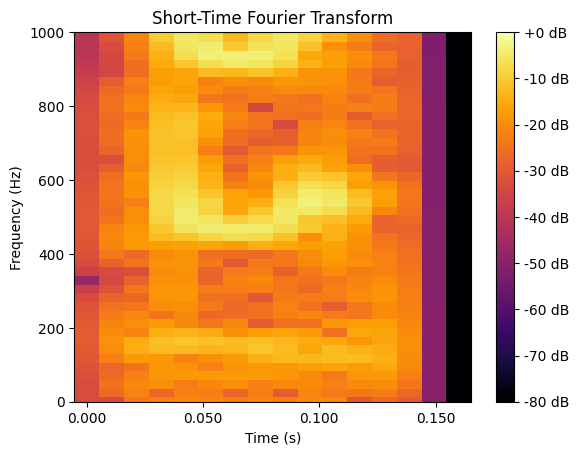 Short-Time Fourier Transform
Frequency (Hz)
1000
800
600
400
200
0
0.000
0.050
0.100
0.150
Time (s)
+0 dB
-10 dB
-20 dB
-30 dB
-40 dB
-50 dB
-60 dB
-70 dB
-80 dB